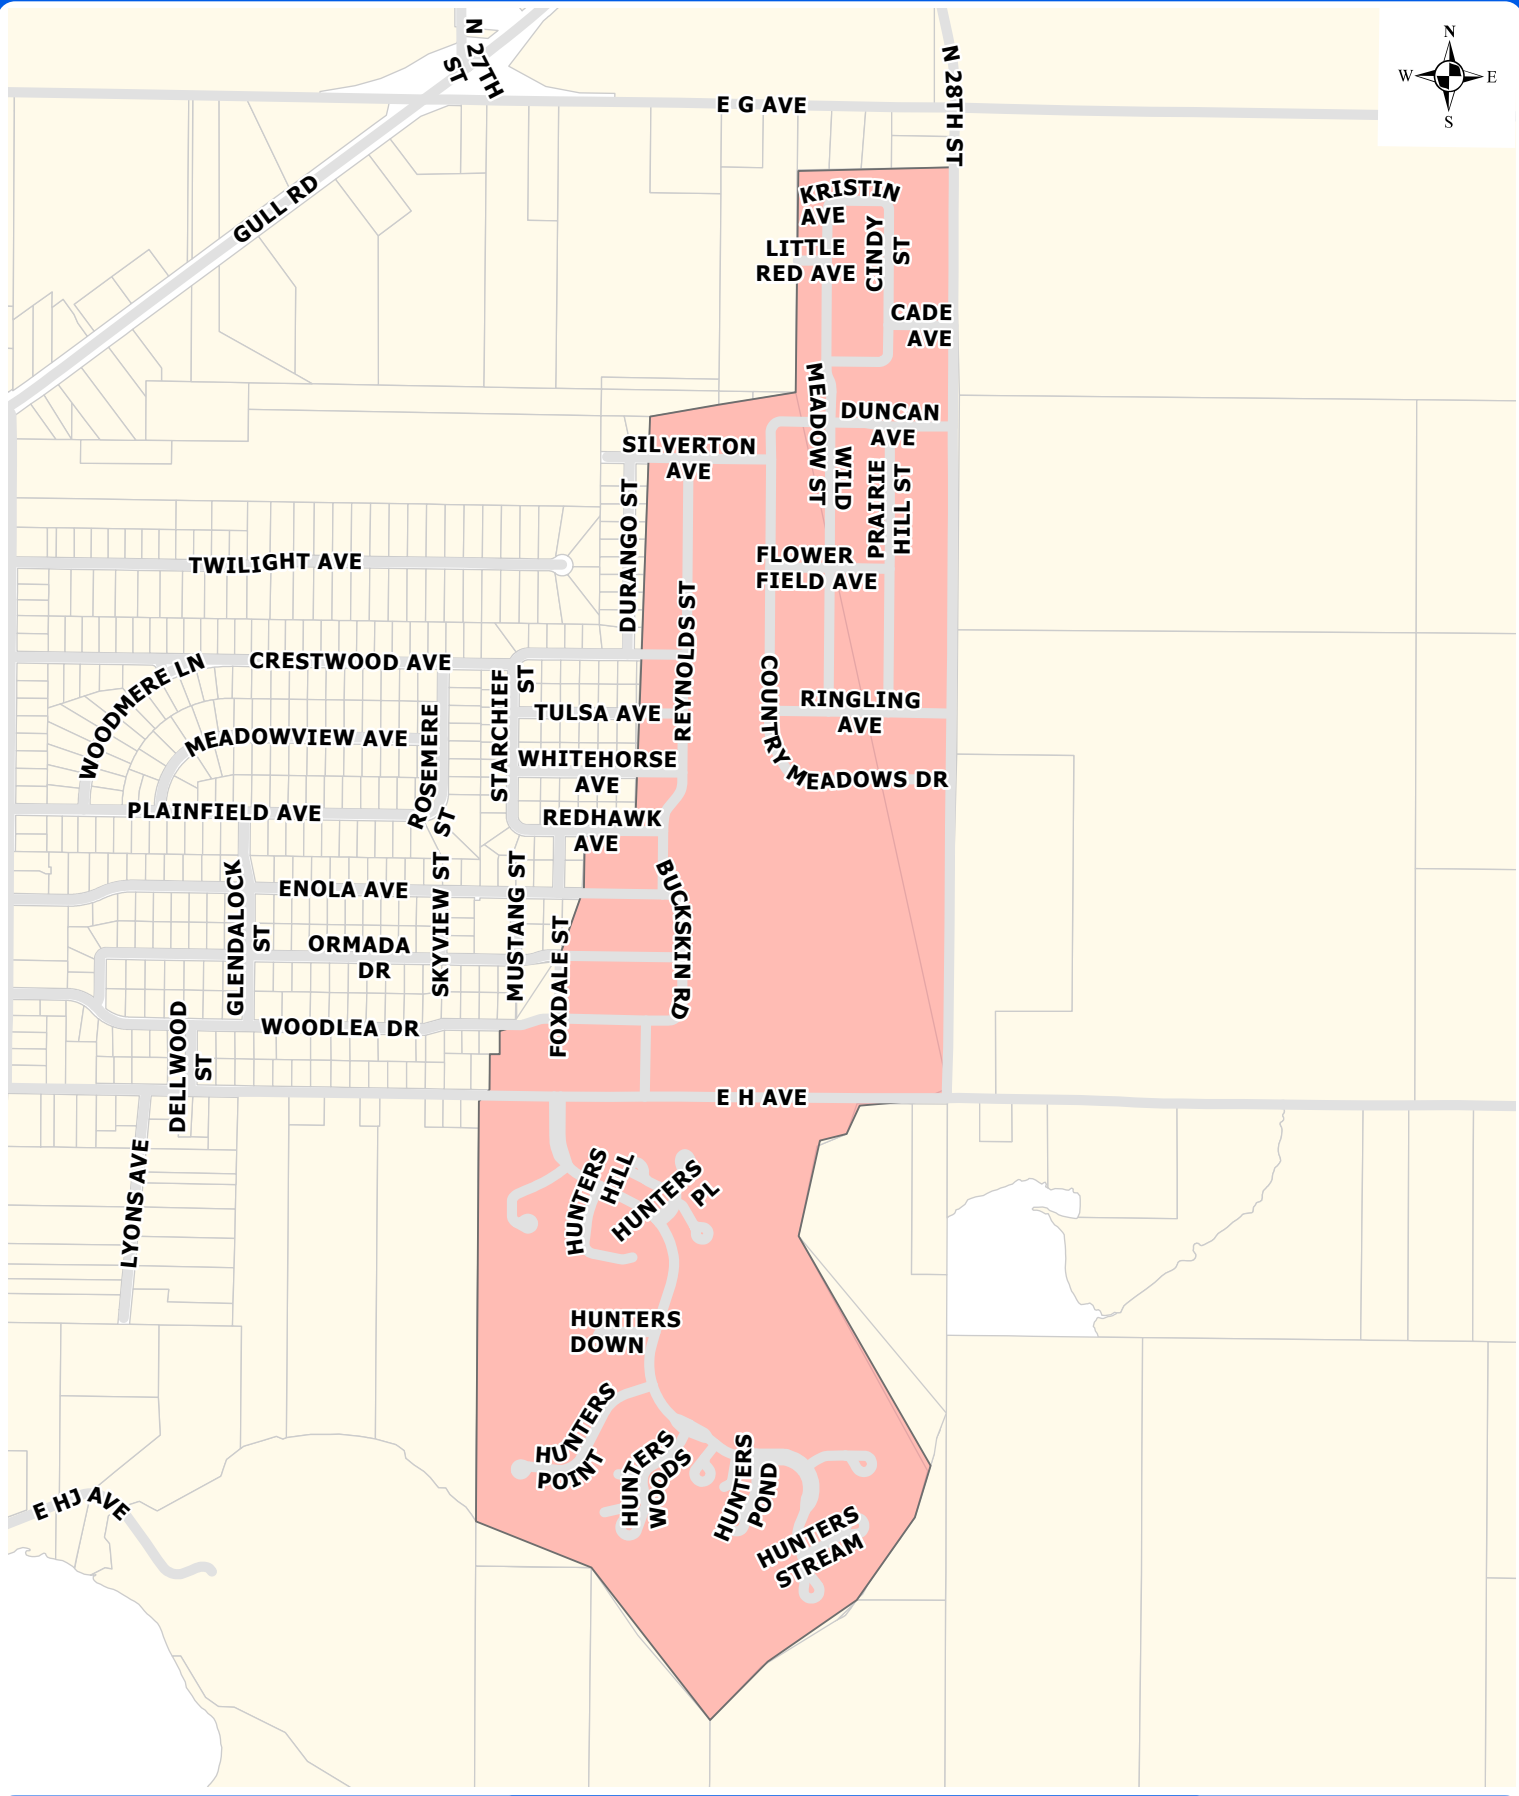 N 27TH
ST
N 28TH ST
N
W E
S
E G AVE
GULL RD
KRISTIN
AVE
LITTLE
RED AVE
CINDY
ST
CADE
AVE
MEADOW ST
WILD
DUNCAN
AVE
SILVERTON
AVE
PRAIRIE
HILL ST
DURANGO ST
TWILIGHT AVE
FLOWER
FIELD AVE
REYNOLDS ST
CRESTWOOD AVE
WOODMERE LN
STARCHIEF
ST
COUNTRY MEADOWS DR
RINGLING
AVE
TULSA AVE
MEADOWVIEW AVE
ROSEMERE
ST
WHITEHORSE
AVE
PLAINFIELD AVE
REDHAWK
AVE
BUCKSKIN RD
ENOLA AVE
GLENDALOCK
ST
SKYVIEW ST
MUSTANG ST
FOXDALE ST
ORMADA
DR
WOODLEA DR
DELLWOOD
ST
E H AVE
LYONS AVE
HUNTERS
HILL
HUNTERS
PL
HUNTERS
DOWN
HUNTERS
POINT
HUNTERS
WOODS
HUNTERS
POND
HUNTERS
STREAM
E HJ AVE